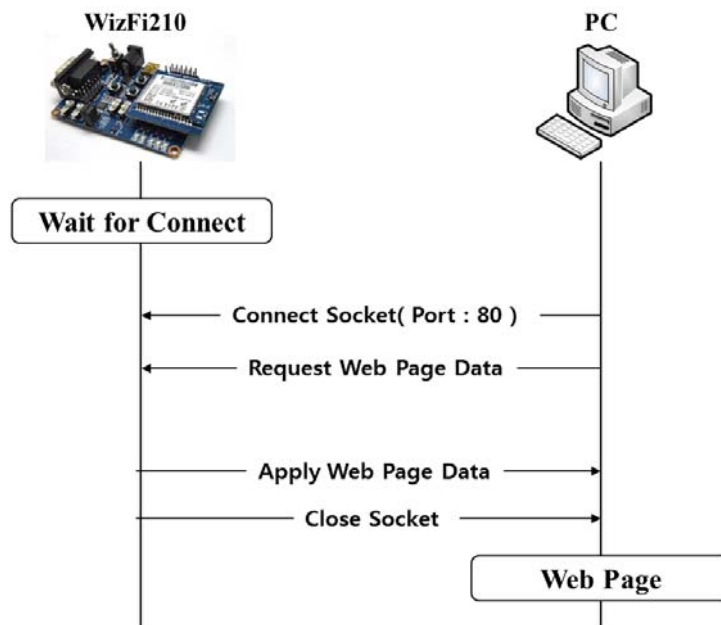 WizFi210
PC
Wait for Connect
Connect Socket( Port : 80 )
Request Web Page Data
Apply Web Page Data
Close Socket
Web Page